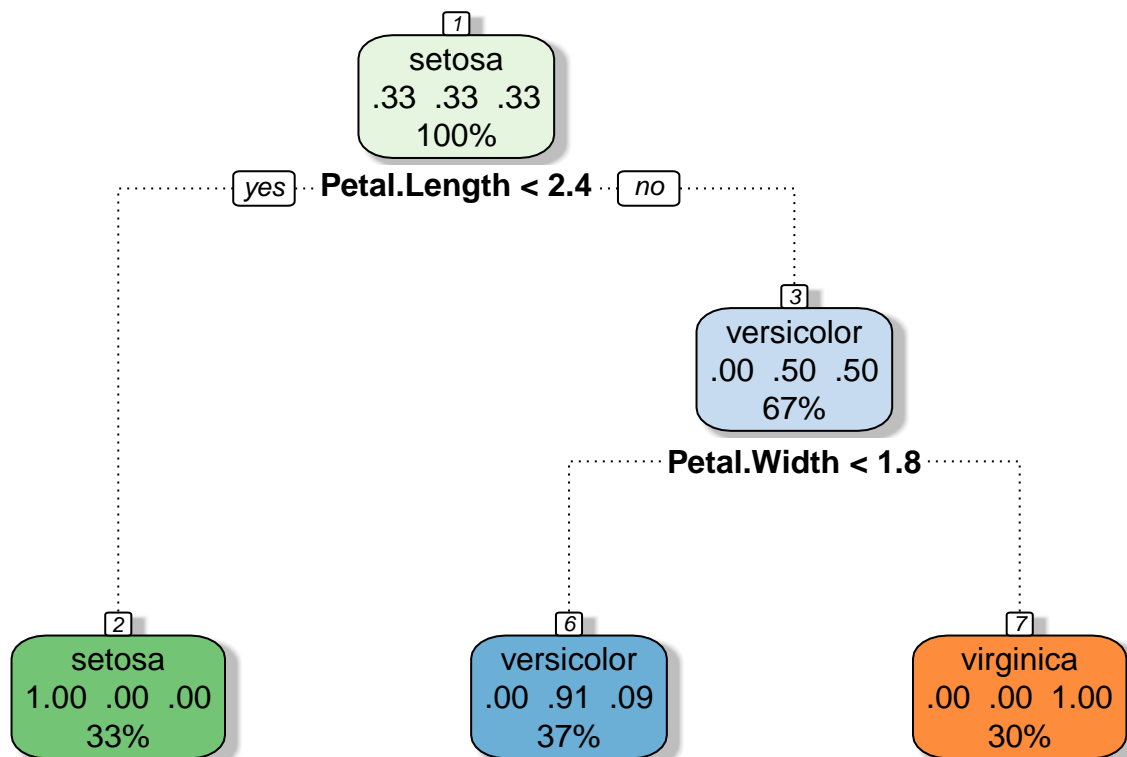 1
setosa
.33 .33 .33
100%
yes Petal.Length < 2.4 no
3
versicolor
.00 .50 .50
67%
Petal.Width < 1.8
2
setosa
1.00 .00 .00
33%
6
versicolor
.00 .91 .09
37%
7
virginica
.00 .00 1.00
30%